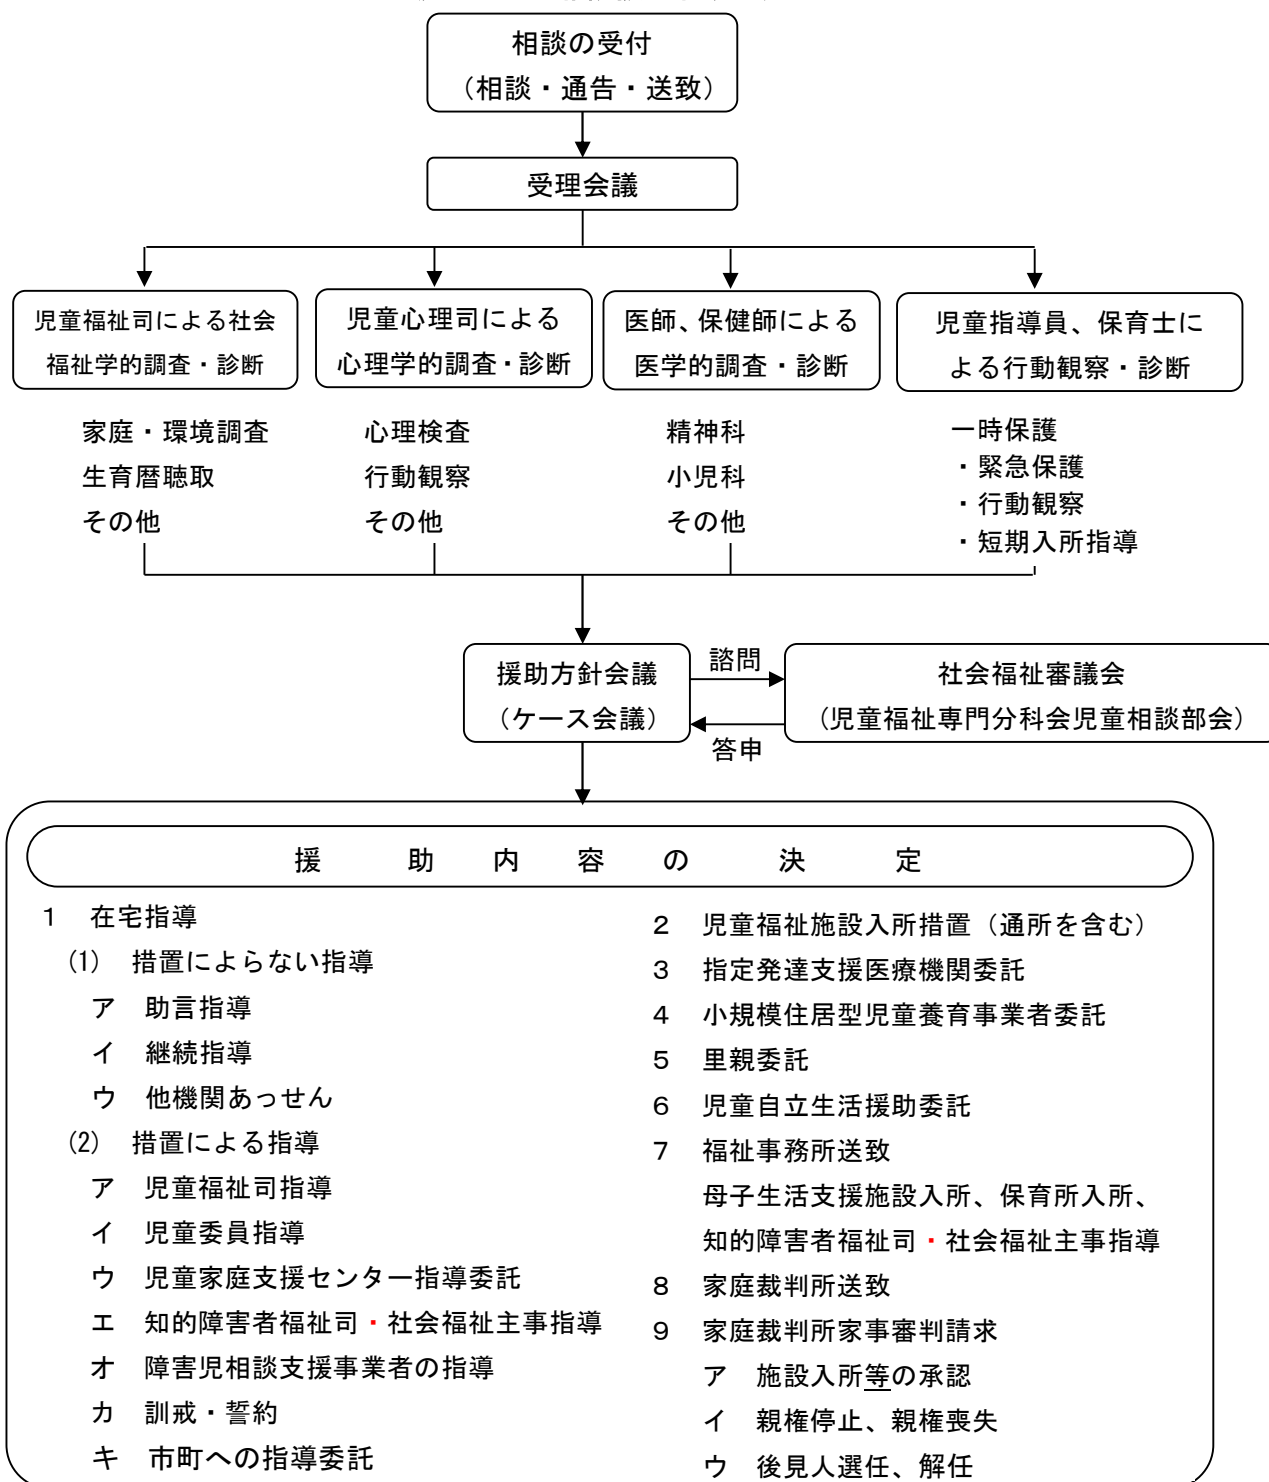 相談の受付
（相談・通告・送致）
受理会議
児童福祉司による社会
福祉学的調査・診断
児童心理司による
心理学的調査・診断
医師、保健師による
医学的調査・診断
児童指導員、保育士に
よる行動観察・診断
家庭・環境調査
生育暦聴取
その他
心理検査
行動観察
その他
精神科
小児科
その他
一時保護
・緊急保護
・行動観察
・短期入所指導
援助方針会議
（ケース会議）
諮問
答申
社会福祉審議会
（児童福祉専門分科会児童相談部会）
援助内容の決定
1 在宅指導
(1) 措置によらない指導
ア 助言指導
イ 継続指導
ウ 他機関あっせん
(2) 措置による指導
ア 児童福祉司指導
イ 児童委員指導
ウ 児童家庭支援センター指導委託
エ 知的障害者福祉司・社会福祉主事指導
オ 障害児相談支援事業者の指導
カ 訓戒・誓約
キ 市町への指導委託
2 児童福祉施設入所措置（通所を含む）
3 指定発達支援医療機関委託
4 小規模住居型児童養育事業者委託
5 里親委託
6 児童自立生活援助委託
7 福祉事務所送致
母子生活支援施設入所、保育所入所、
知的障害者福祉司・社会福祉主事指導
8 家庭裁判所送致
9 家庭裁判所家事審判請求
ア 施設入所等の承認
イ 親権停止、親権喪失
ウ 後見人選任、解任